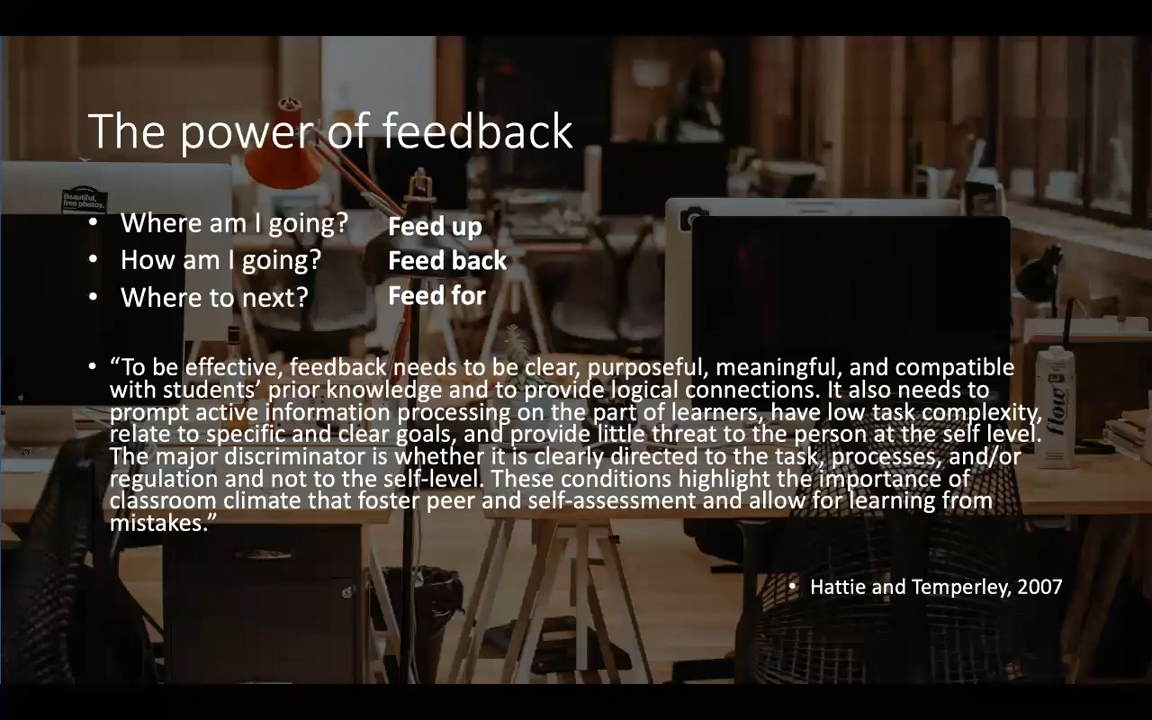 The power of feedback
• Where am I going? Feed up
• How am I going? Feed back
• Where to next? Feed for
• “To be effective, feedback needs to be clear, purposeful, meaningful, and compatible
with students’ prior knowledge and to provide logical connections. It also needs to
prompt active information processing on the part of learners, have low task complexity,
relate to specific and clear goals, and provide little threat to the person at the self level.
The major discriminator is whether it is clearly directed to the task, processes, and/or
regulation and not to the self-level. These conditions highlight the importance of
classroom climate that foster peer and self-assessment and allow for learning from
mistakes.”
• Hattie and Temperley, 2007
Beautiful,
free photos.
flow